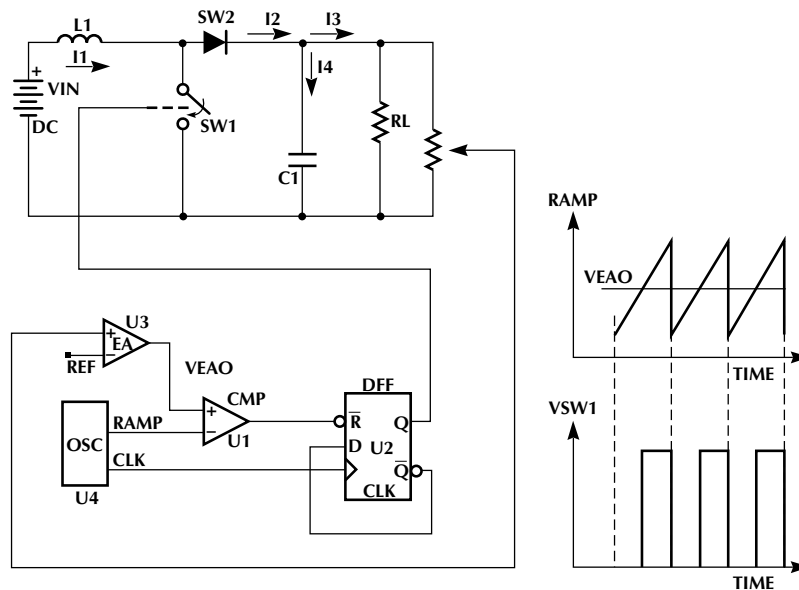 SW2
L1
I2
I3
I1
I4
+
VIN
DC
SW1
RL
C1
U3
+
EA
−
REF
VEAO
CMP
+
−
U1
RAMP
OSC
CLK
U4
DFF
R̅
Q
D
U2
Q̅
CLK
RAMP
VEAO
TIME
VSW1
TIME